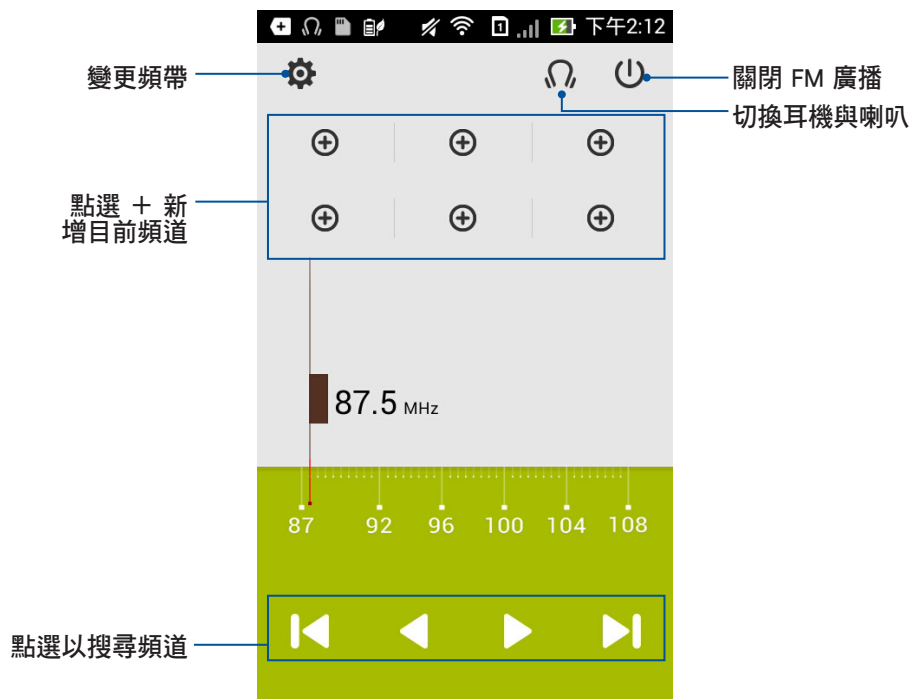 下午2:12
變更頻帶
關閉 FM 廣播
切換耳機與喇叭
點選 ＋ 新
增目前頻道
87.5 MHz
87 92 96 100 104 108
點選以搜尋頻道